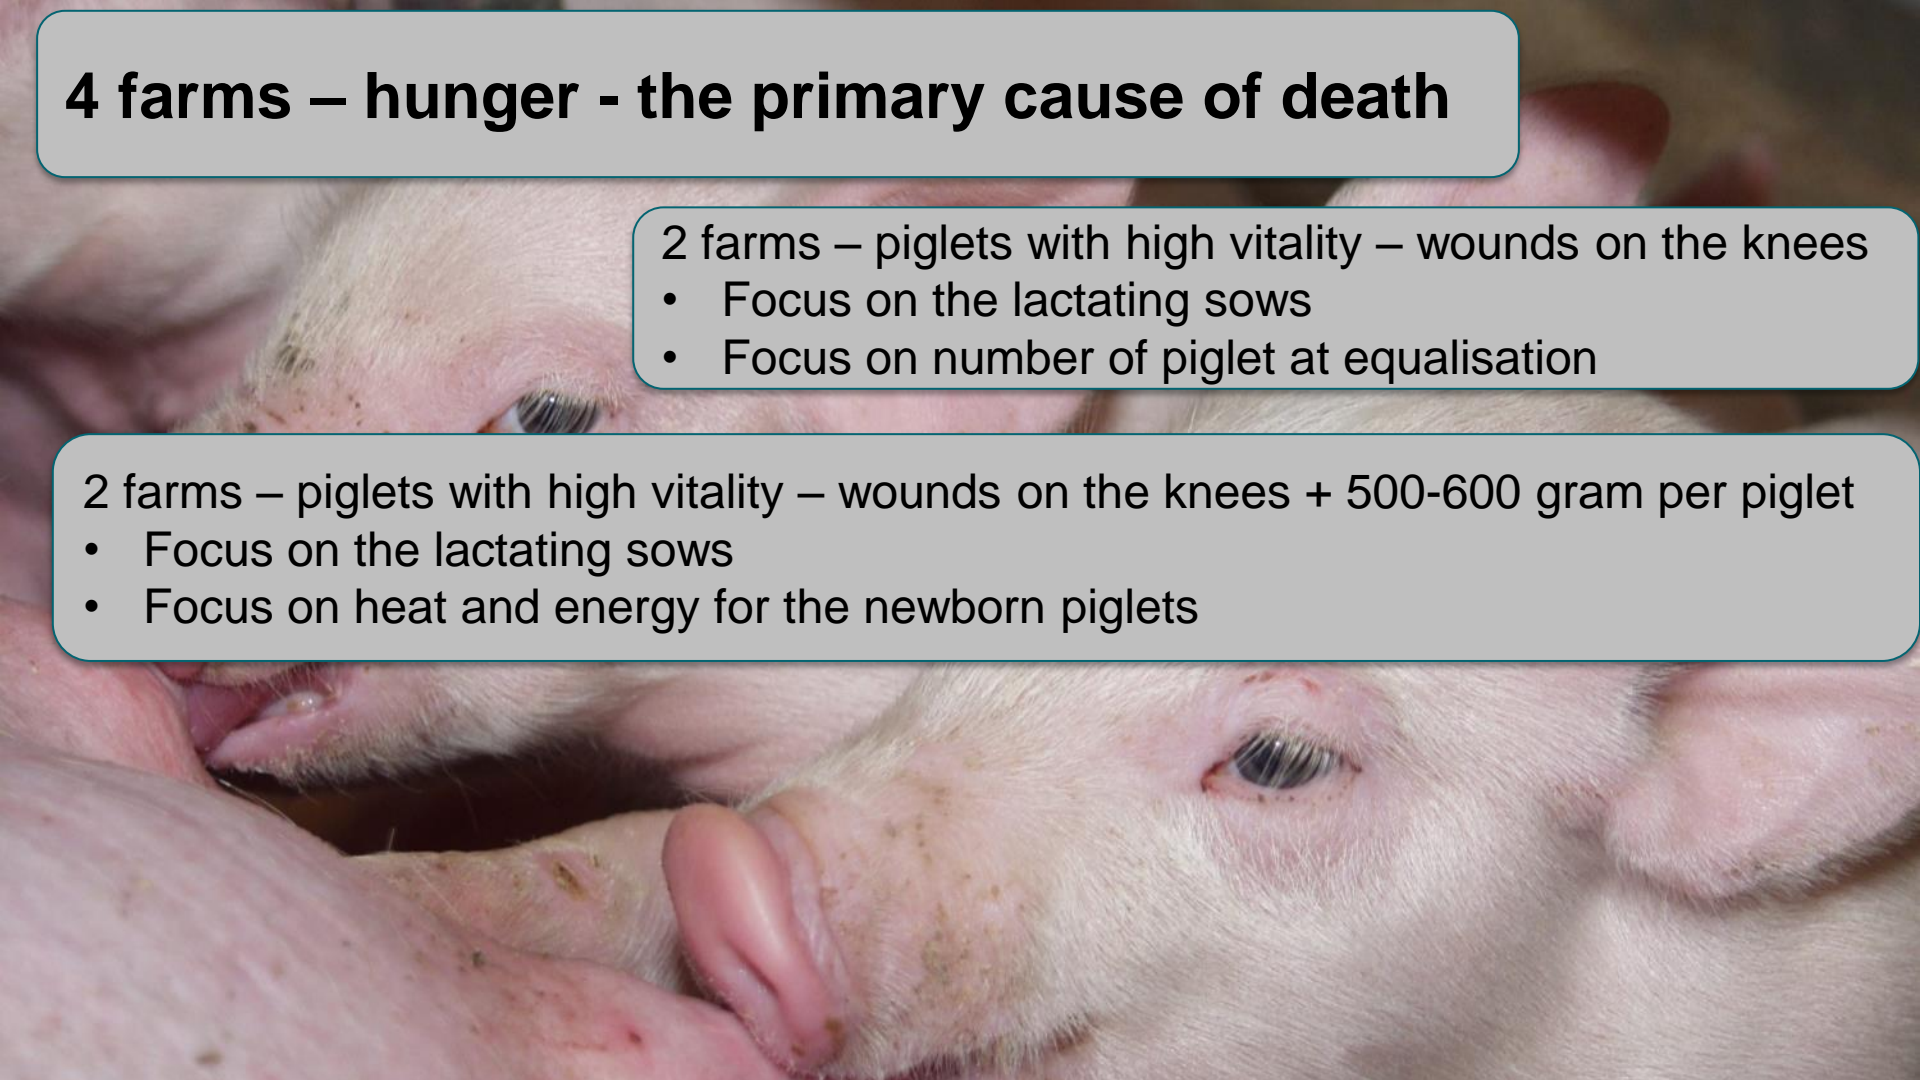 4 farms – hunger - the primary cause of death
2 farms – piglets with high vitality – wounds on the knees
• Focus on the lactating sows
• Focus on number of piglet at equalisation
2 farms – piglets with high vitality – wounds on the knees + 500-600 gram per piglet
• Focus on the lactating sows
• Focus on heat and energy for the newborn piglets